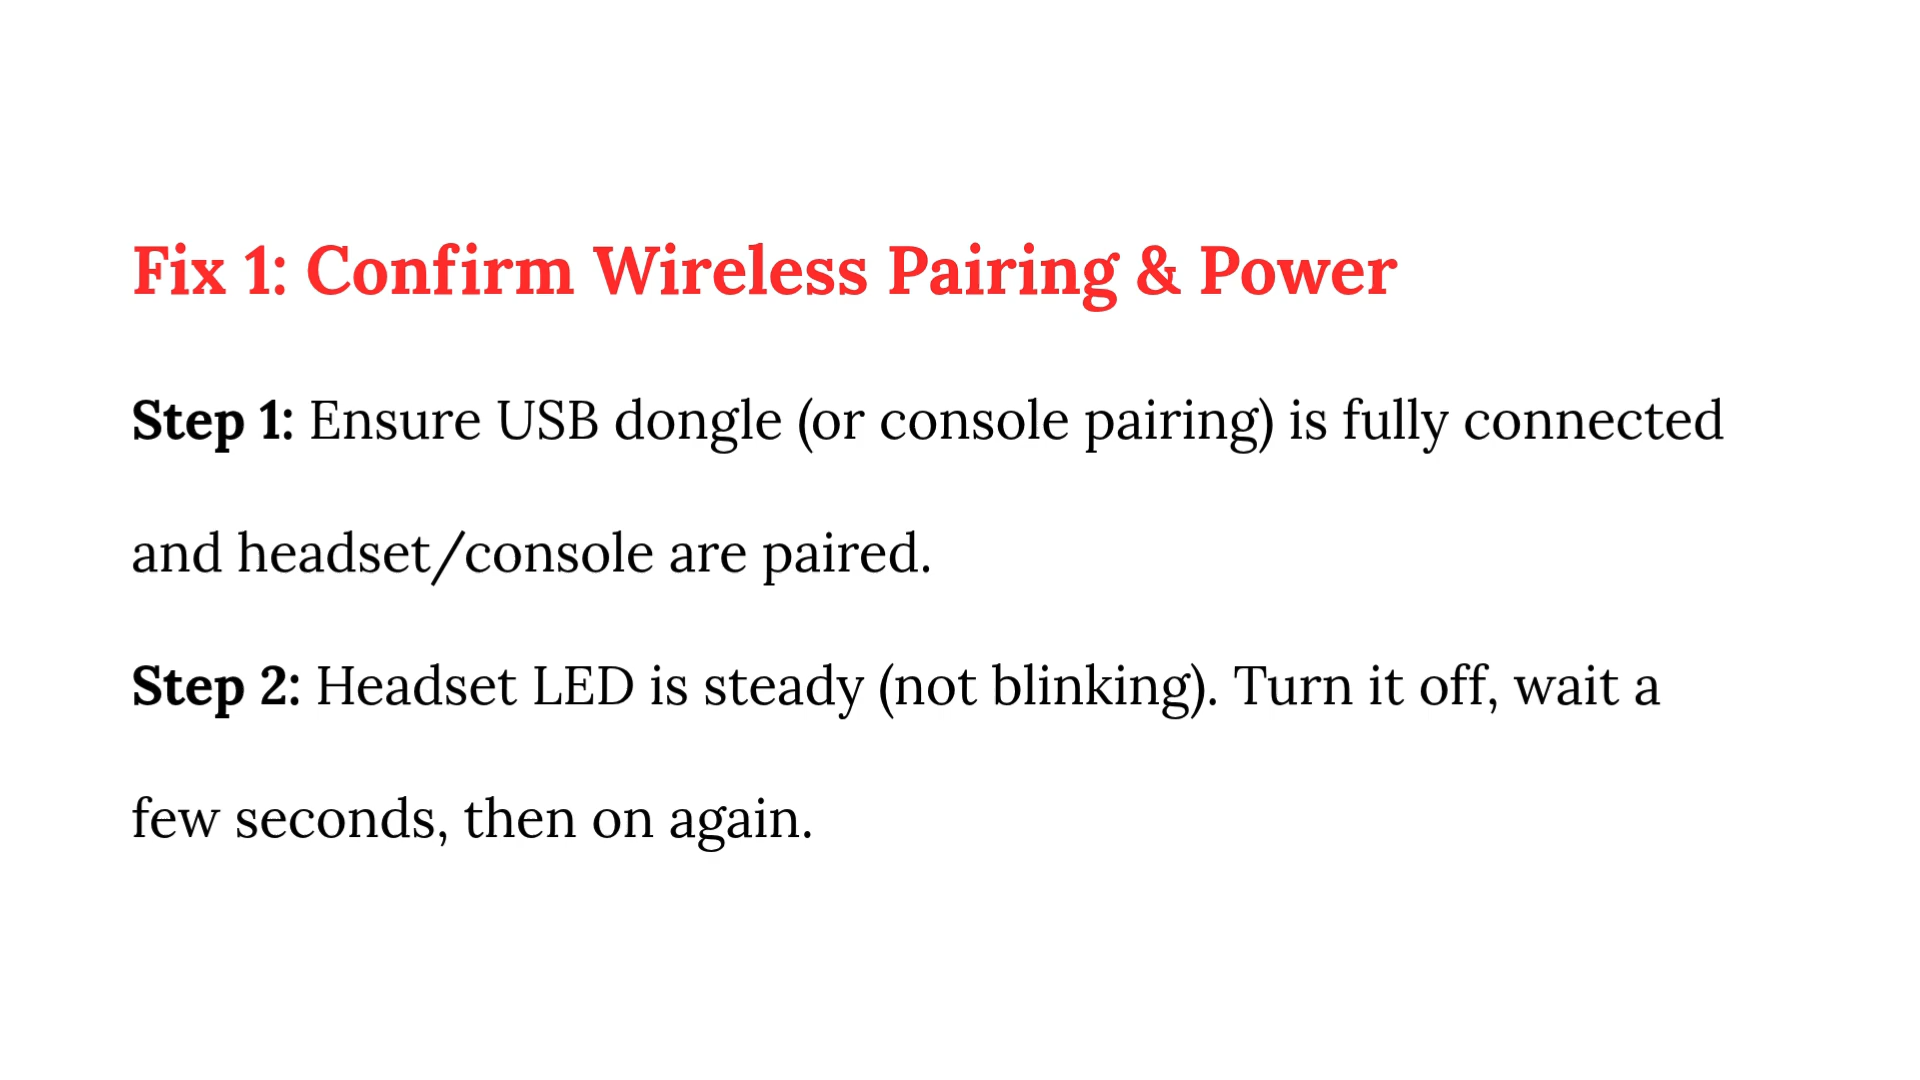 Fix 1: Confirm Wireless Pairing & Power
Step 1: Ensure USB dongle (or console pairing) is fully connected
and headset/console are paired.
Step 2: Headset LED is steady (not blinking). Turn it off, wait a
few seconds, then on again.